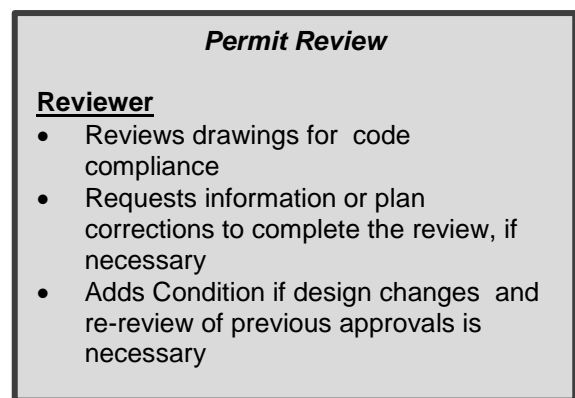 Permit Review
Reviewer
• Reviews drawings for code
compliance
• Requests information or plan
corrections to complete the review, if
necessary
• Adds Condition if design changes and
re-review of previous approvals is
necessary